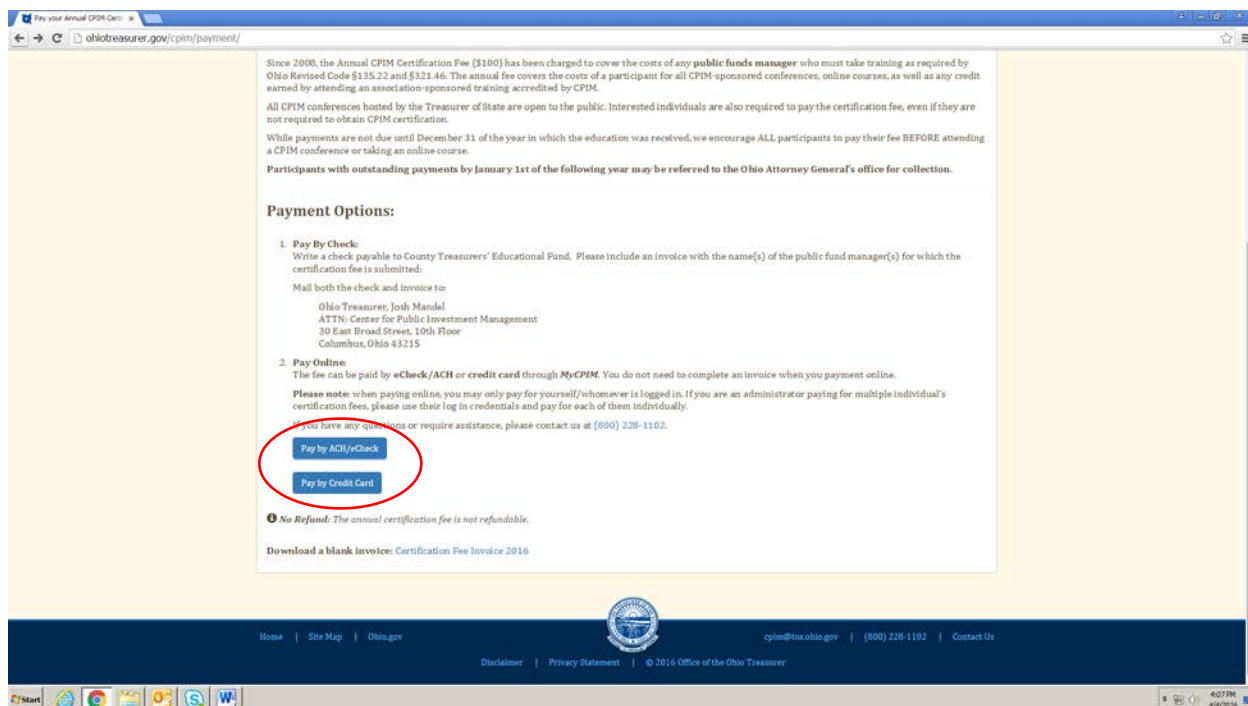 Pay your Annual CPIM Certi
ohiotreasurer.gov/cpim/payment/
Since 2008, the Annual CPIM Certification Fee ($100) has been charged to cover the costs of any public funds manager who must take training as required by
Ohio Revised Code §135.22 and §321.46. The annual fee covers the costs of a participant for all CPIM-sponsored conferences, online courses, as well as any credit
earned by attending an association-sponsored training accredited by CPIM.
All CPIM conferences hosted by the Treasurer of State are open to the public. Interested individuals are also required to pay the certification fee, even if they are
not required to obtain CPIM certification.
While payments are not due until December 31 of the year in which the education was received, we encourage ALL participants to pay their fee BEFORE attending
a CPIM conference or taking an online course.
Participants with outstanding payments by January 1st of the following year may be referred to the Ohio Attorney General's office for collection.
Payment Options:
1. Pay By Check:
Write a check payable to County Treasurers' Educational Fund. Please include an invoice with the name(s) of the public fund manager(s) for which the
certification fee is submitted:
Mail both the check and invoice to:
Ohio Treasurer, Josh Mandel
ATTN: Center for Public Investment Management
30 East Broad Street, 10th Floor
Columbus, Ohio 43215
2. Pay Online:
The fee can be paid by eCheck/ACH or credit card through MyCPIM. You do not need to complete an invoice when you payment online.
Please note: when paying online, you may only pay for yourself/whomever is logged in. If you are an administrator paying for multiple individual's
certification fees, please use their log in credentials and pay for each of them individually.
If you have any questions or require assistance, please contact us at (800) 228-1102.
Pay by ACH/eCheck
Pay by Credit Card
No Refund: The annual certification fee is not refundable.
Download a blank invoice: Certification Fee Invoice 2016
Home | Site Map | Ohio.gov
cpim@tos.ohio.gov | (800) 228-1102 | Contact Us
Disclaimer | Privacy Statement | © 2016 Office of the Ohio Treasurer
Start
4:07 PM
4/4/2016